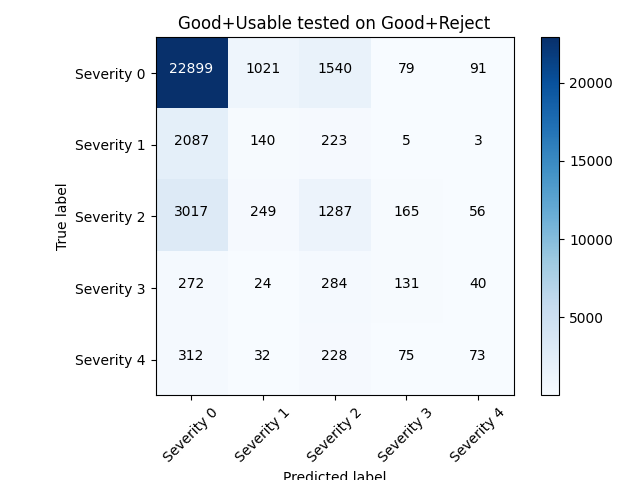 Good+Usable tested on Good+Reject
Severity 0 22899 1021 1540 79 91
Severity 1 2087 140 223 5 3
Severity 2 3017 249 1287 165 56
Severity 3 272 24 284 131 40
Severity 4 312 32 228 75 73
True label
Severity 0 Severity 1 Severity 2 Severity 3 Severity 4
Predicted label
20000
15000
10000
5000